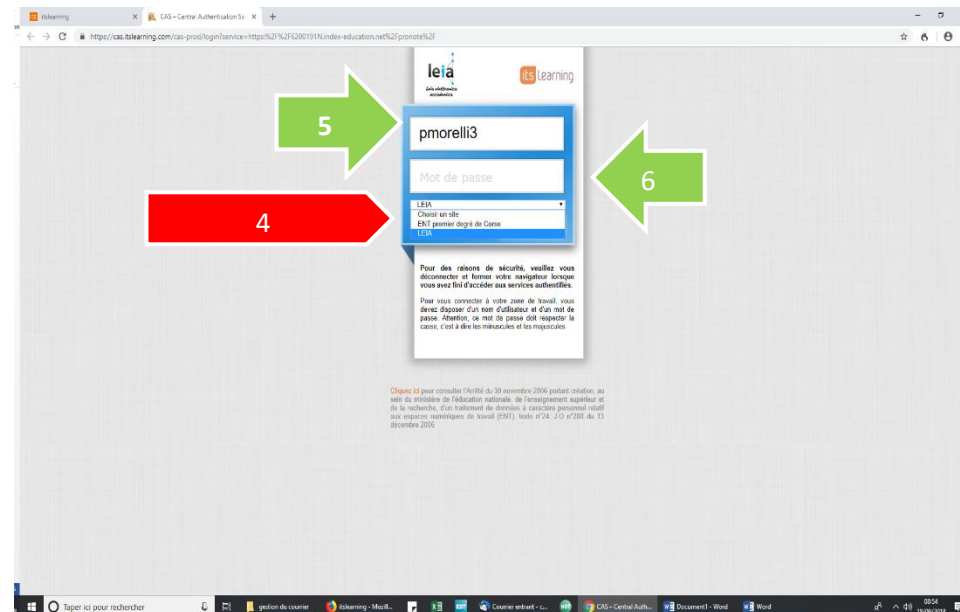 itslearning
CAS – Central Authentication Se
https://cas.itslearning.com/cas-prod/login?service=https%2F%2F6200191N.index-education.net%2Fpronote%2F
leia
its Learning
5
pmorelli3
Mot de passe
6
LEIA
Choisir un site
ENT premier degré de Corse
LEIA
4
Pour des raisons de sécurité, veuillez vous
déconnecter et fermer votre navigateur lorsque
vous avez fini d'accéder aux services authentifiés.
Pour vous connecter à votre zone de travail, vous
devez disposer d'un nom d'utilisateur et d'un mot de
passe. Attention, ce mot de passe doit respecter la
casse, c'est à dire les minuscules et les majuscules
Cliquez ici pour consulter l'Arrêté du 30 novembre 2006 portant création, au
sein du ministère de l'éducation nationale, de l'enseignement supérieur et
de la recherche, d'un traitement de données à caractère personnel relatif
aux espaces numériques de travail (ENT), texte n°24 J.O n°288 du 13
décembre 2006
Taper ici pour rechercher
gestion de courier
itslearning - Mozill...
Courrier entrant - c...
CAS – Central Auth...
Document1 - Word
Word